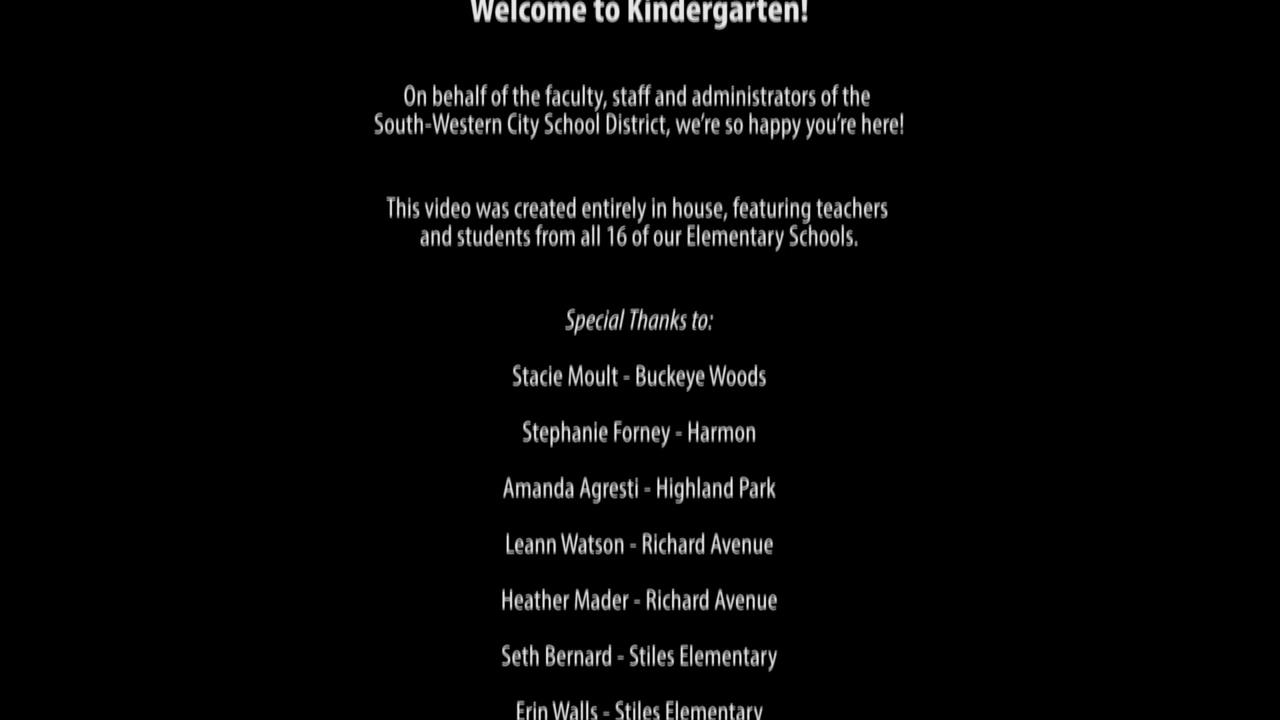 Welcome to Kindergarten!
On behalf of the faculty, staff and administrators of the
South-Western City School District, we're so happy you're here!
This video was created entirely in house, featuring teachers
and students from all 16 of our Elementary Schools.
Special Thanks to:
Stacie Moult - Buckeye Woods
Stephanie Forney - Harmon
Amanda Agresti - Highland Park
Leann Watson - Richard Avenue
Heather Mader - Richard Avenue
Seth Bernard - Stiles Elementary
Erin Walls - Stiles Elementary